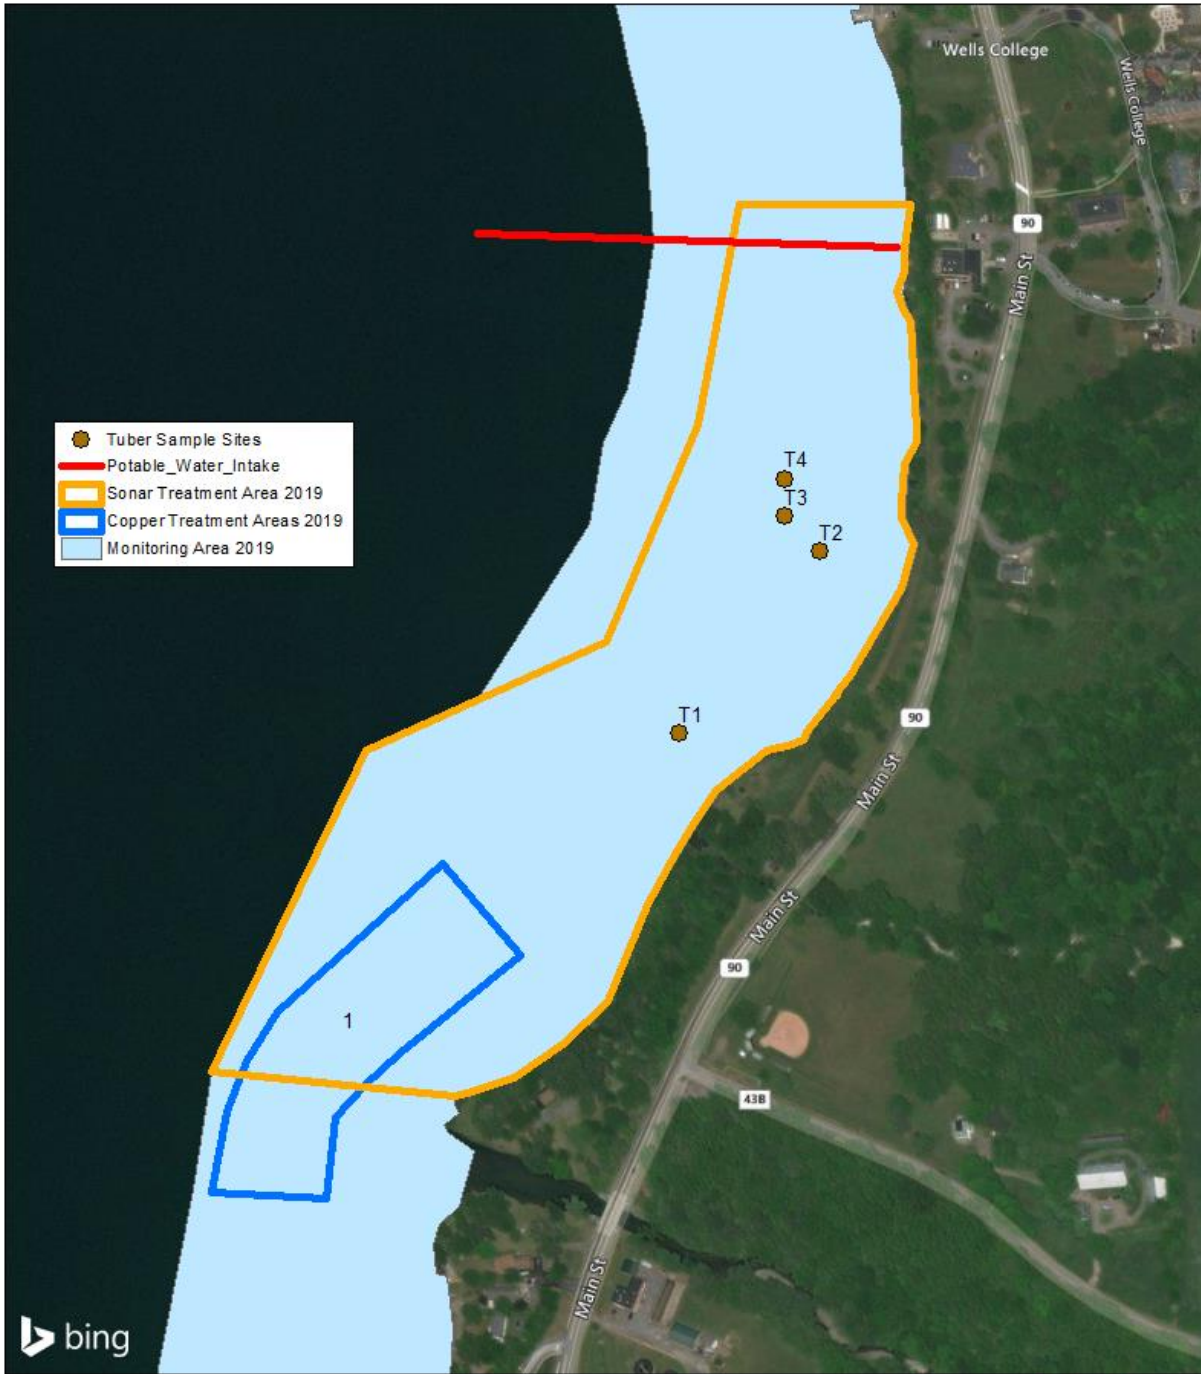 Wells College
Wells College
90
Main St
Tuber Sample Sites
Potable_Water_Intake
Sonar Treatment Area 2019
Copper Treatment Areas 2019
Monitoring Area 2019
T4
T3
T2
T1
90
Main St
Main St
90
1
43B
Main St
bing